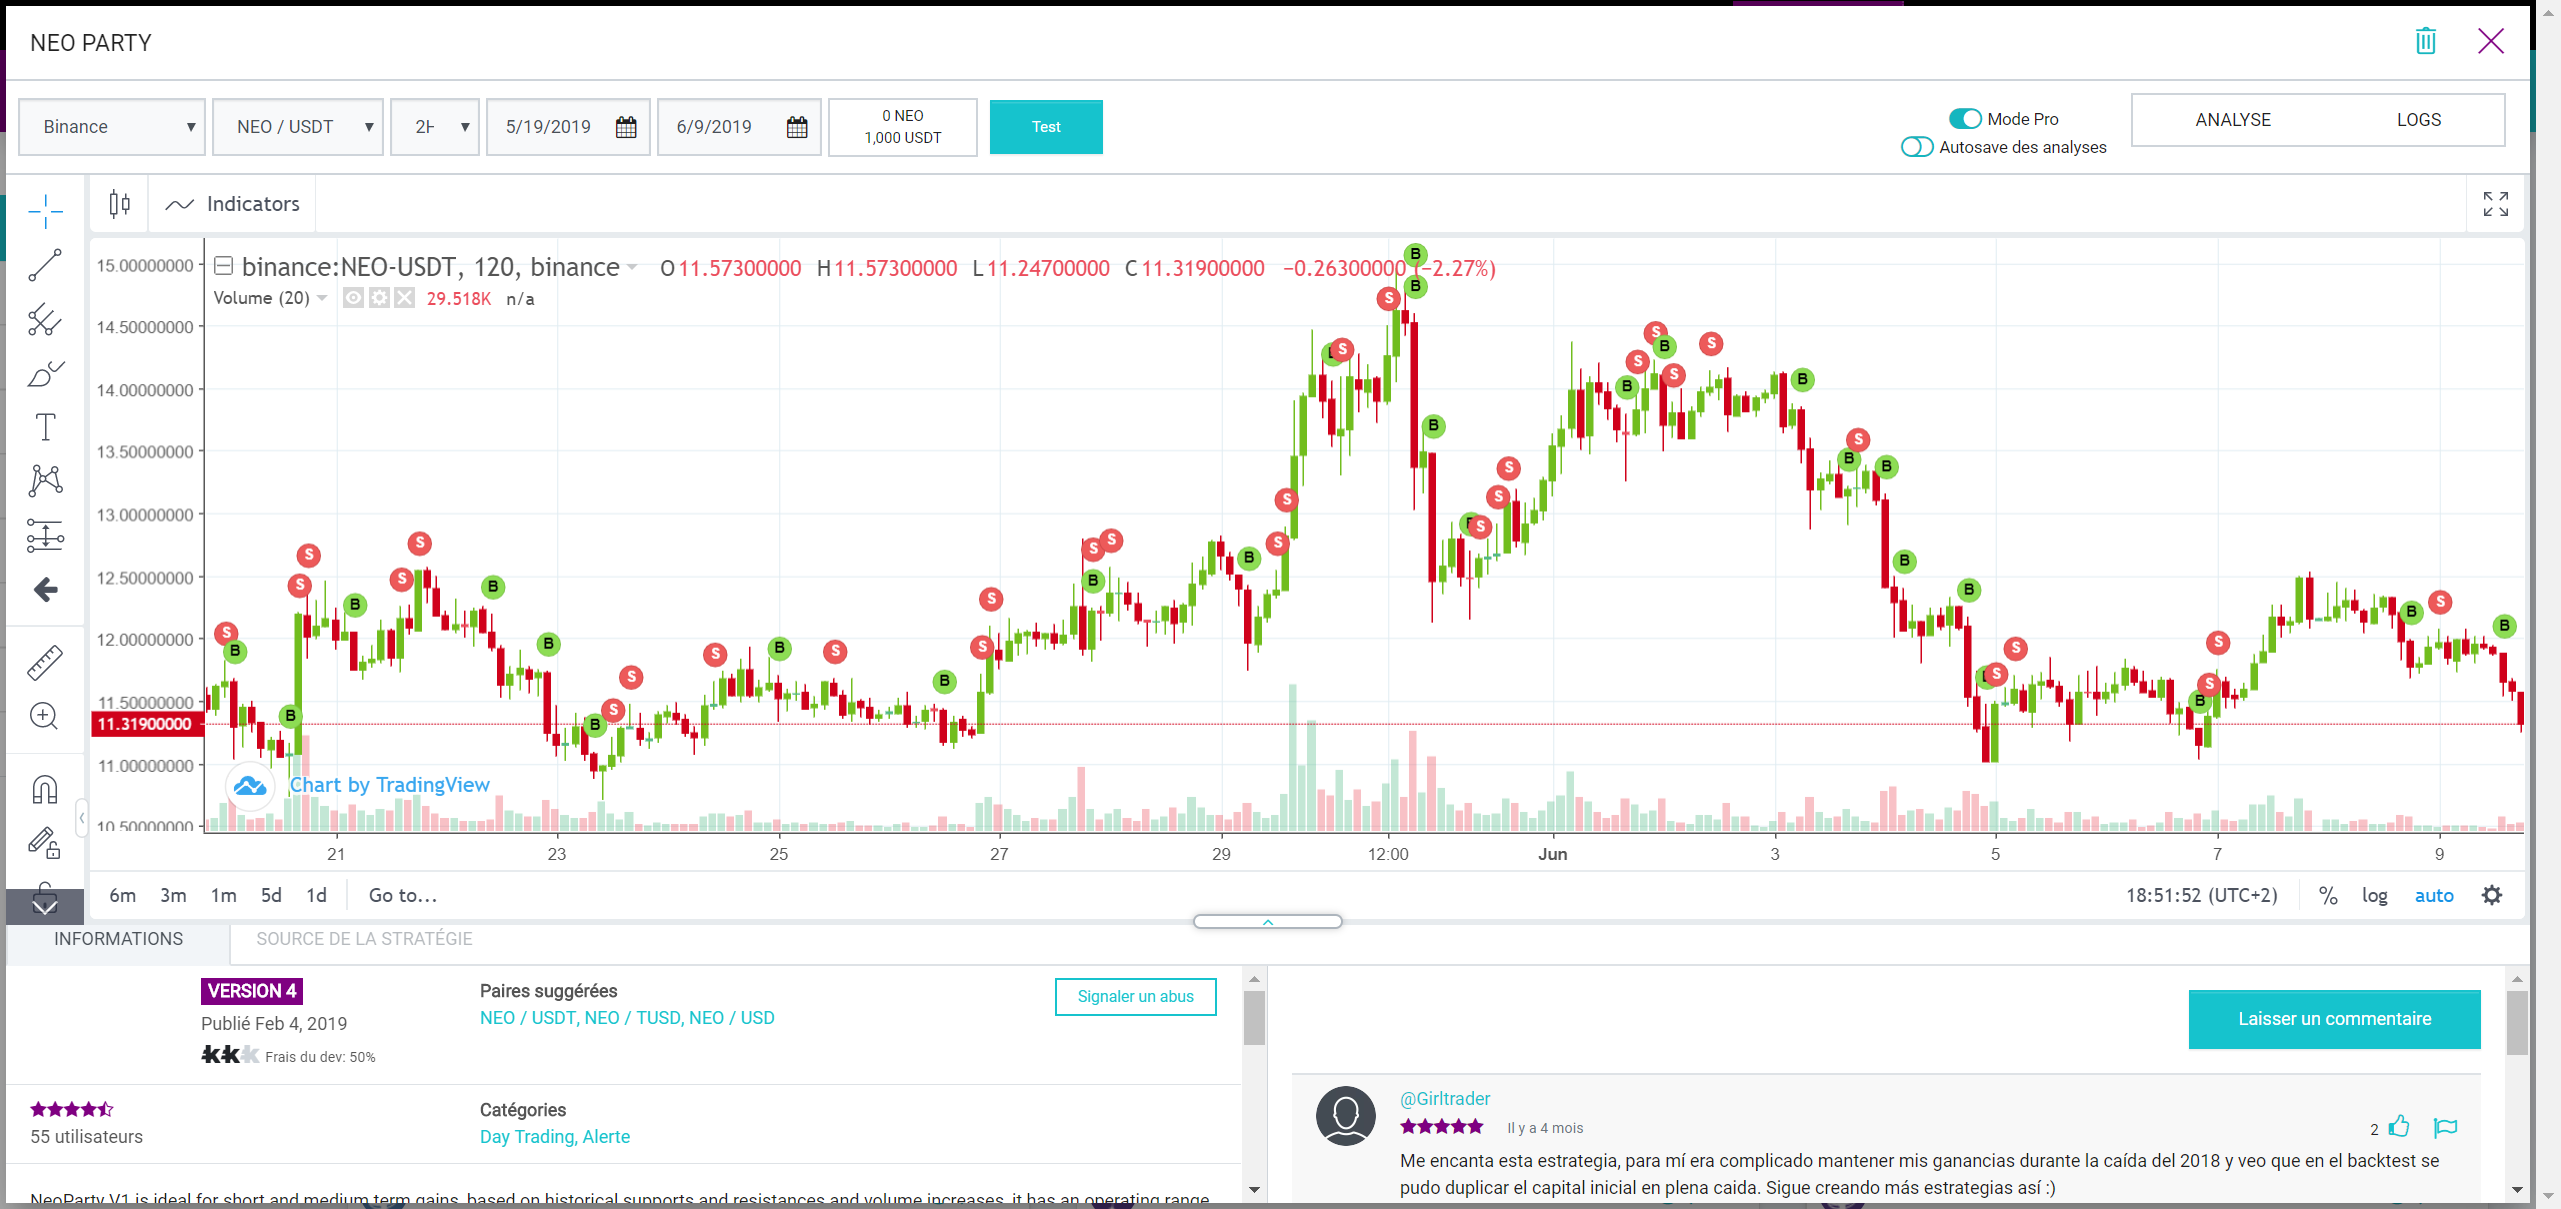 NEO PARTY
Binance
NEO / USDT
5/19/2019
6/9/2019
0 NEO
1,000 USDT
Test
Mode Pro
Autosave des analyses
ANALYSE
LOGS
Indicators
binance:NEO-USDT, 120, binance
O 11.57300000 H 11.57300000 L 11.24700000 C 11.31900000 −0.26300000 (−2.27%)
Volume (20) 29.518K n/a
15.00000000
14.50000000
14.00000000
13.50000000
13.00000000
12.50000000
12.00000000
11.50000000
11.31900000
11.00000000
10.50000000
Chart by TradingView
21 23 25 27 29 12:00 Jun 3 5 7 9
6m 3m 1m 5d 1d Go to...
18:51:52 (UTC+2) % log auto
INFORMATIONS
SOURCE DE LA STRATÉGIE
VERSION 4
Publié Feb 4, 2019
Frais du dev: 50%
Paires suggérées
NEO / USDT, NEO / TUSD, NEO / USD
Signaler un abus
55 utilisateurs
Catégories
Day Trading, Alerte
NeoParty V1 is ideal for short and medium term gains, based on historical supports and resistances and volume increases, it has an operating range
Laisser un commentaire
@Girltrader
Il y a 4 mois
2
Me encanta esta estrategia, para mí era complicado mantener mis ganancias durante la caída del 2018 y veo que en el backtest se
pudo duplicar el capital inicial en plena caida. Sigue creando más estrategias así :)